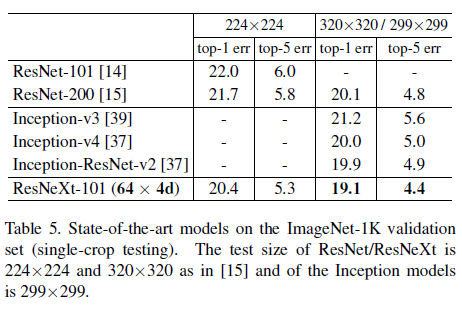 224×224 320×320 / 299×299
top-1 err top-5 err top-1 err top-5 err
ResNet-101 [14] 22.0 6.0 - -
ResNet-200 [15] 21.7 5.8 20.1 4.8
Inception-v3 [39] - - 21.2 5.6
Inception-v4 [37] - - 20.0 5.0
Inception-ResNet-v2 [37] - - 19.9 4.9
ResNeXt-101 (64 × 4d) 20.4 5.3 19.1 4.4
Table 5. State-of-the-art models on the ImageNet-1K validation
set (single-crop testing). The test size of ResNet/ResNeXt is
224×224 and 320×320 as in [15] and of the Inception models
is 299×299.